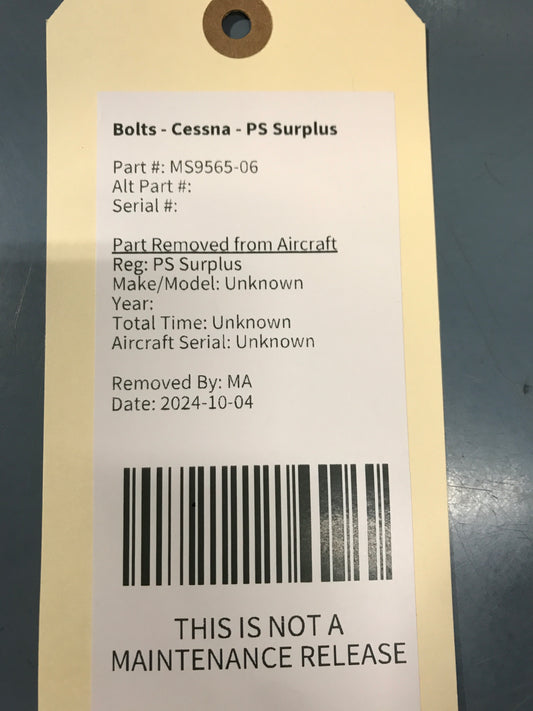 Bolts - Cessna - PS Surplus
Part #: MS9565-06
Alt Part #:
Serial #:
Part Removed from Aircraft
Reg: PS Surplus
Make/Model: Unknown
Year:
Total Time: Unknown
Aircraft Serial: Unknown
Removed By: MA
Date: 2024-10-04
THIS IS NOT A
MAINTENANCE RELEASE